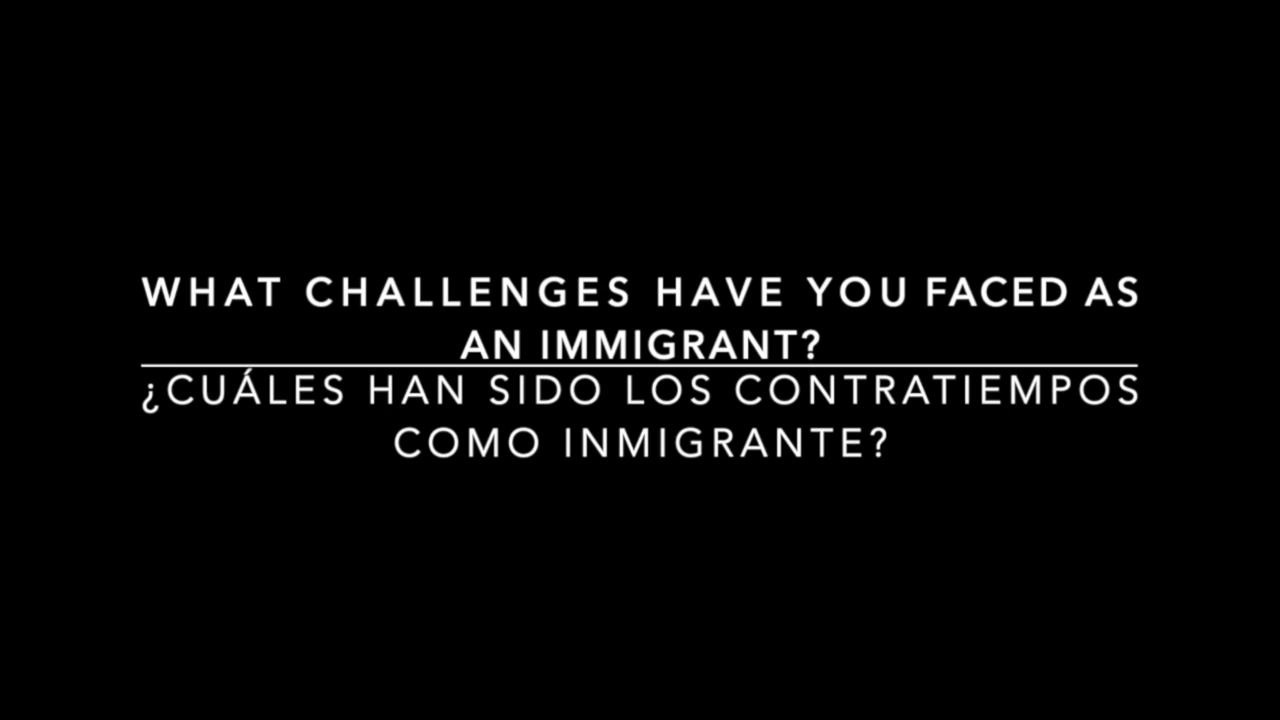 WHAT CHALLENGES HAVE YOU FACED AS
AN IMMIGRANT?
¿CUÁLES HAN SIDO LOS CONTRATIEMPOS
COMO INMIGRANTE?